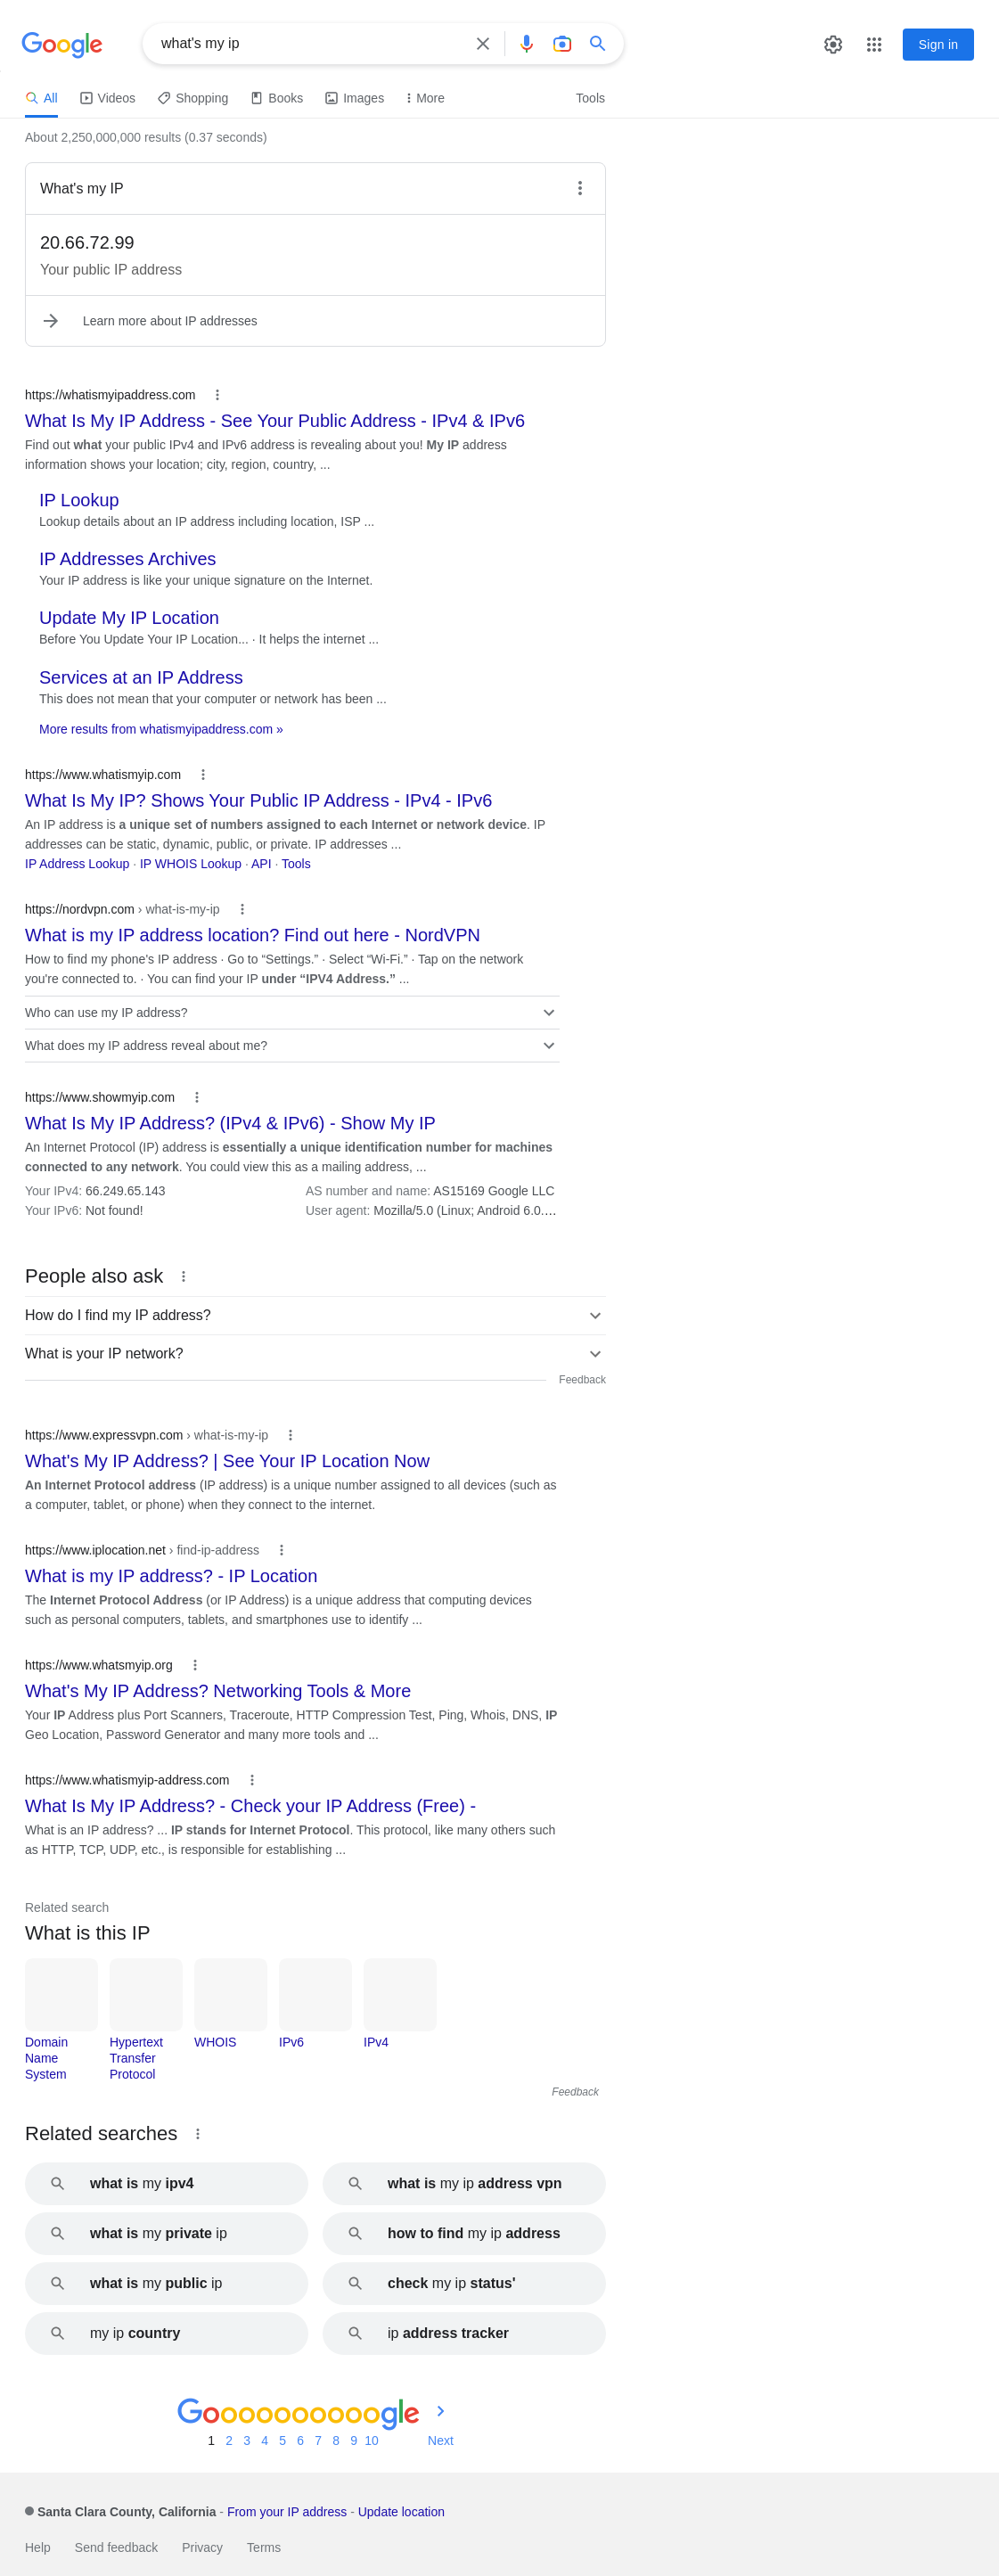 Google
what's my ip
Sign in
All
Videos
Shopping
Books
Images
More
Tools
About 2,250,000,000 results (0.37 seconds)
What's my IP
20.66.72.99
Your public IP address
Learn more about IP addresses
https://whatismyipaddress.com
What Is My IP Address - See Your Public Address - IPv4 & IPv6
Find out what your public IPv4 and IPv6 address is revealing about you! My IP address
information shows your location; city, region, country, ...
IP Lookup
Lookup details about an IP address including location, ISP ...
IP Addresses Archives
Your IP address is like your unique signature on the Internet.
Update My IP Location
Before You Update Your IP Location... · It helps the internet ...
Services at an IP Address
This does not mean that your computer or network has been ...
More results from whatismyipaddress.com »
https://www.whatismyip.com
What Is My IP? Shows Your Public IP Address - IPv4 - IPv6
An IP address is a unique set of numbers assigned to each Internet or network device. IP
addresses can be static, dynamic, public, or private. IP addresses ...
IP Address Lookup · IP WHOIS Lookup · API · Tools
https://nordvpn.com › what-is-my-ip
What is my IP address location? Find out here - NordVPN
How to find my phone's IP address · Go to “Settings.” · Select “Wi-Fi.” · Tap on the network
you're connected to. · You can find your IP under “IPV4 Address.” ...
Who can use my IP address?
What does my IP address reveal about me?
https://www.showmyip.com
What Is My IP Address? (IPv4 & IPv6) - Show My IP
An Internet Protocol (IP) address is essentially a unique identification number for machines
connected to any network. You could view this as a mailing address, ...
Your IPv4: 66.249.65.143
AS number and name: AS15169 Google LLC
Your IPv6: Not found!
User agent: Mozilla/5.0 (Linux; Android 6.0....
People also ask
How do I find my IP address?
What is your IP network?
Feedback
https://www.expressvpn.com › what-is-my-ip
What's My IP Address? | See Your IP Location Now
An Internet Protocol address (IP address) is a unique number assigned to all devices (such as
a computer, tablet, or phone) when they connect to the internet.
https://www.iplocation.net › find-ip-address
What is my IP address? - IP Location
The Internet Protocol Address (or IP Address) is a unique address that computing devices
such as personal computers, tablets, and smartphones use to identify ...
https://www.whatsmyip.org
What's My IP Address? Networking Tools & More
Your IP Address plus Port Scanners, Traceroute, HTTP Compression Test, Ping, Whois, DNS, IP
Geo Location, Password Generator and many more tools and ...
https://www.whatismyip-address.com
What Is My IP Address? - Check your IP Address (Free) -
What is an IP address? ... IP stands for Internet Protocol. This protocol, like many others such
as HTTP, TCP, UDP, etc., is responsible for establishing ...
Related search
What is this IP
Domain
Name
System
Hypertext
Transfer
Protocol
WHOIS
IPv6
IPv4
Feedback
Related searches
what is my ipv4
what is my ip address vpn
what is my private ip
how to find my ip address
what is my public ip
check my ip status'
my ip country
ip address tracker
Goooooooooogle
1 2 3 4 5 6 7 8 9 10 Next
Santa Clara County, California - From your IP address - Update location
Help
Send feedback
Privacy
Terms